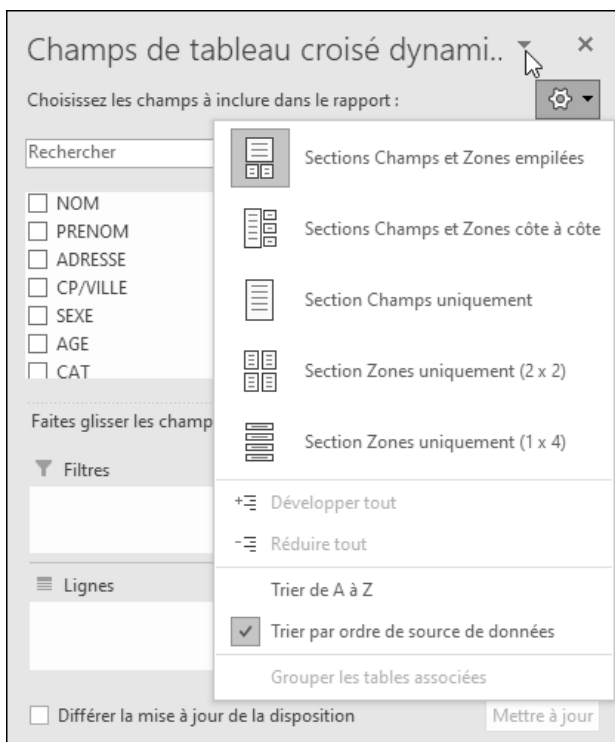 Champs de tableau croisé dynami..
Choisissez les champs à inclure dans le rapport :
Rechercher
Sections Champs et Zones empilées
NOM
PRENOM
ADRESSE
CP/VILLE
SEXE
AGE
CAT
Sections Champs et Zones côte à côte
Section Champs uniquement
Section Zones uniquement (2 x 2)
Section Zones uniquement (1 x 4)
Faites glisser les champ
Filtres
Développer tout
Réduire tout
Lignes
Trier de A à Z
Trier par ordre de source de données
Grouper les tables associées
Différer la mise à jour de la disposition
Mettre à jour